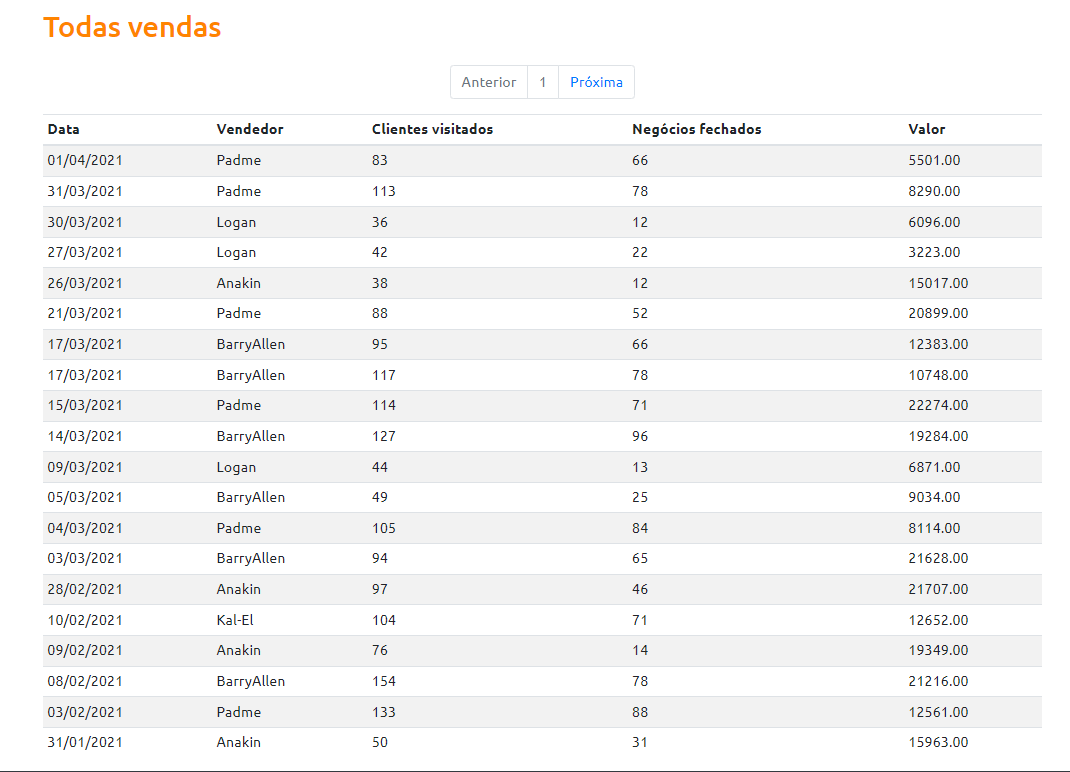 Todas vendas
Anterior 1 Próxima
Data Vendedor Clientes visitados Negócios fechados Valor
01/04/2021 Padme 83 66 5501.00
31/03/2021 Padme 113 78 8290.00
30/03/2021 Logan 36 12 6096.00
27/03/2021 Logan 42 22 3223.00
26/03/2021 Anakin 38 12 15017.00
21/03/2021 Padme 88 52 20899.00
17/03/2021 BarryAllen 95 66 12383.00
17/03/2021 BarryAllen 117 78 10748.00
15/03/2021 Padme 114 71 22274.00
14/03/2021 BarryAllen 127 96 19284.00
09/03/2021 Logan 44 13 6871.00
05/03/2021 BarryAllen 49 25 9034.00
04/03/2021 Padme 105 84 8114.00
03/03/2021 BarryAllen 94 65 21628.00
28/02/2021 Anakin 97 46 21707.00
10/02/2021 Kal-El 104 71 12652.00
09/02/2021 Anakin 76 14 19349.00
08/02/2021 BarryAllen 154 78 21216.00
03/02/2021 Padme 133 88 12561.00
31/01/2021 Anakin 50 31 15963.00